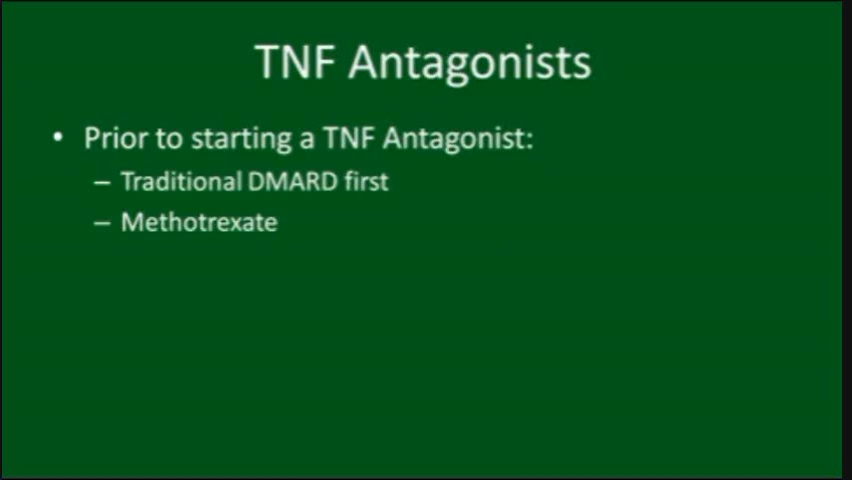 TNF Antagonists
• Prior to starting a TNF Antagonist:
– Traditional DMARD first
– Methotrexate